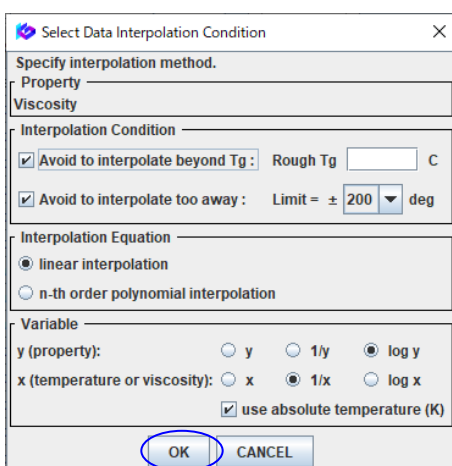 Select Data Interpolation Condition
Specify interpolation method.
Property
Viscosity
Interpolation Condition
Avoid to interpolate beyond Tg : Rough Tg C
Avoid to interpolate too away : Limit = ± 200 deg
Interpolation Equation
linear interpolation
n-th order polynomial interpolation
Variable
y (property): y 1/y log y
x (temperature or viscosity): x 1/x log x
use absolute temperature (K)
OK CANCEL